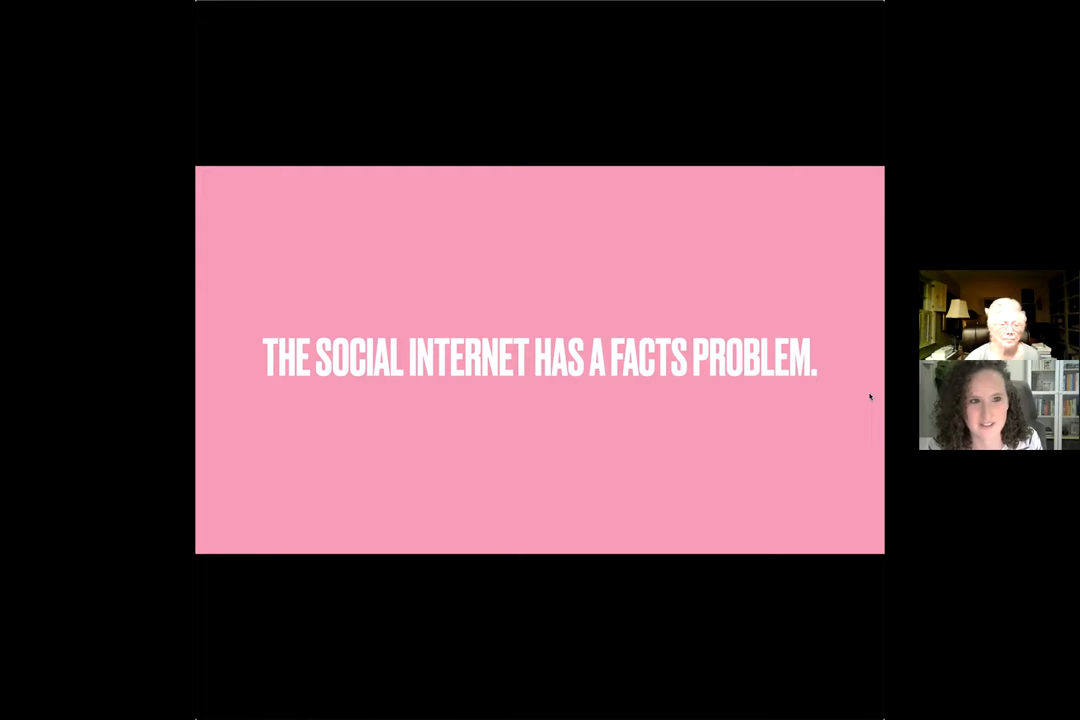 THE SOCIAL INTERNET HAS A FACTS PROBLEM.